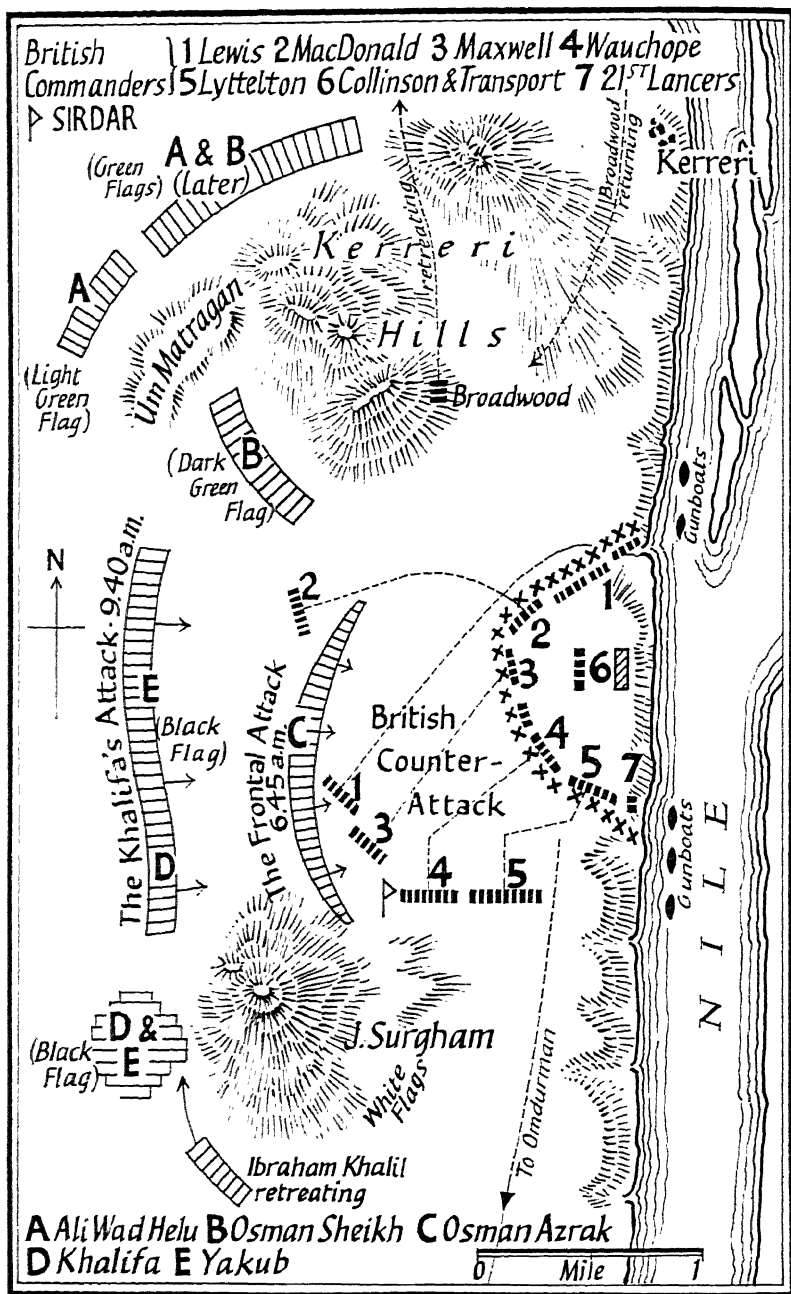 British } 1 Lewis 2 MacDonald 3 Maxwell 4 Wauchope
Commanders } 5 Lyttelton 6 Collinson & Transport 7 21ST Lancers
SIRDAR
A & B
(Green Flags) (Later)
Kerreri
Broadwood returning
retreating
Kerreri
Hills
A
(Light
Green
Flag)
Um Matragan
Broadwood
B
(Dark
Green
Flag)
Gunboats
N
The Khalifa's Attack - 9.40 a.m.
E
(Black
Flag)
D
2
The Frontal Attack
6.45 a.m.
C
British
Counter-
Attack
1
2
3
6
4
5
7
1
3
4
5
Gunboats
NILE
D &
E
(Black
Flag)
J. Surgham
White
Flags
To Omdurman
Ibraham Khalil
retreating
A Ali Wad Helu B Osman Sheikh C Osman Azrak
D Khalifa E Yakub
0 Mile 1